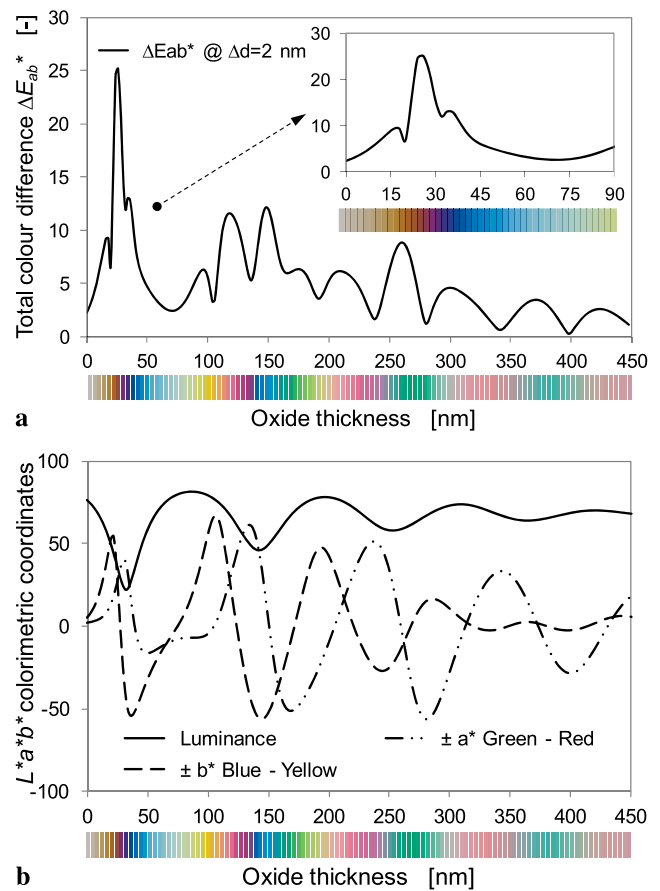 Total colour difference ΔE_ab* [-]
30
25
20
15
10
5
0
ΔEab* @ Δd=2 nm
30
20
10
0
0 15 30 45 60 75 90
0 50 100 150 200 250 300 350 400 450
a
Oxide thickness [nm]
L*a*b* colorimetric coordinates
100
50
0
-50
-100
Luminance
± a* Green - Red
± b* Blue - Yellow
0 50 100 150 200 250 300 350 400 450
b
Oxide thickness [nm]